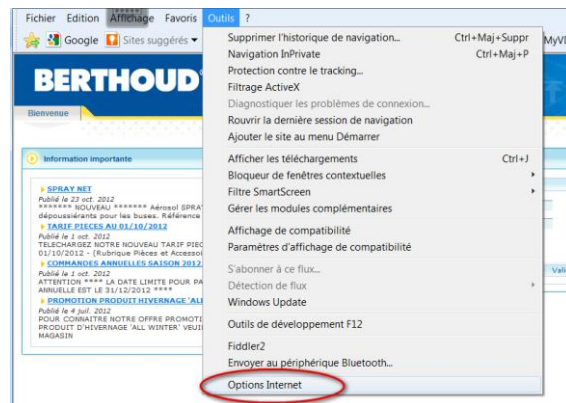 Fichier Edition Affichage Favoris Outils ?
Google Sites suggérés
BERTHOUD
Bienvenue
Information importante
SPRAY NET
Publié le 23 oct. 2012
******* NOUVEAU ******* Aérosol SPRA
dépoussiérants pour les buses. Référence
TARIF PIECES AU 01/10/2012
Publié le 1 oct. 2012
TELECHARGEZ NOTRE NOUVEAU TARIF PIEC
01/10/2012 - (Rubrique Pièces et Accessoi
COMMANDES ANNUELLES SAISON 2012
Publié le 1 oct. 2012
ATTENTION **** LA DATE LIMITE POUR PA
ANNUELLE EST LE 31/12/2012 ****
PROMOTION PRODUIT HIVERNAGE 'ALL
Publié le 4 juil. 2012
POUR CONNAITRE NOTRE OFFRE PROMOTI
PRODUIT D'HIVERNAGE 'ALL WINTER' VEUI
MAGASIN
Supprimer l'historique de navigation... Ctrl+Maj+Suppr
Navigation InPrivate Ctrl+Maj+P
Protection contre le tracking...
Filtrage ActiveX
Diagnostiquer les problèmes de connexion...
Rouvrir la dernière session de navigation
Ajouter le site au menu Démarrer
Afficher les téléchargements Ctrl+J
Bloqueur de fenêtres contextuelles
Filtre SmartScreen
Gérer les modules complémentaires
Affichage de compatibilité
Paramètres d'affichage de compatibilité
S'abonner à ce flux...
Détection de flux
Windows Update
Outils de développement F12
Fiddler2
Envoyer au périphérique Bluetooth...
Options Internet
Vali